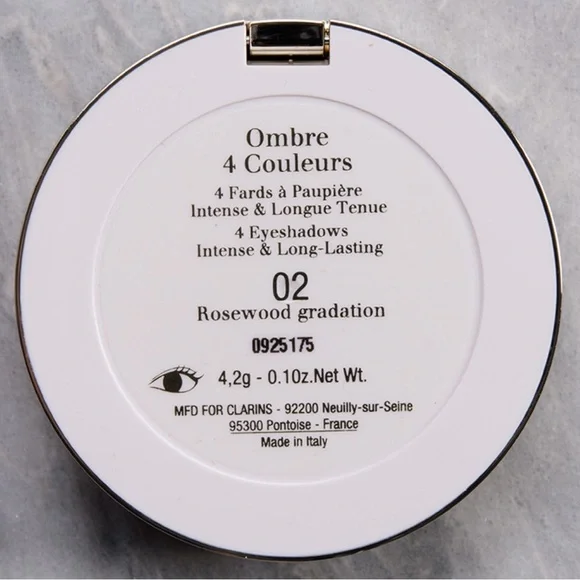 Ombre
4 Couleurs
4 Fards à Paupière
Intense & Longue Tenue
4 Eyeshadows
Intense & Long-Lasting
02
Rosewood gradation
0925175
4,2g - 0.10z.Net Wt.
MFD FOR CLARINS - 92200 Neuilly-sur-Seine
95300 Pontoise - France
Made in Italy